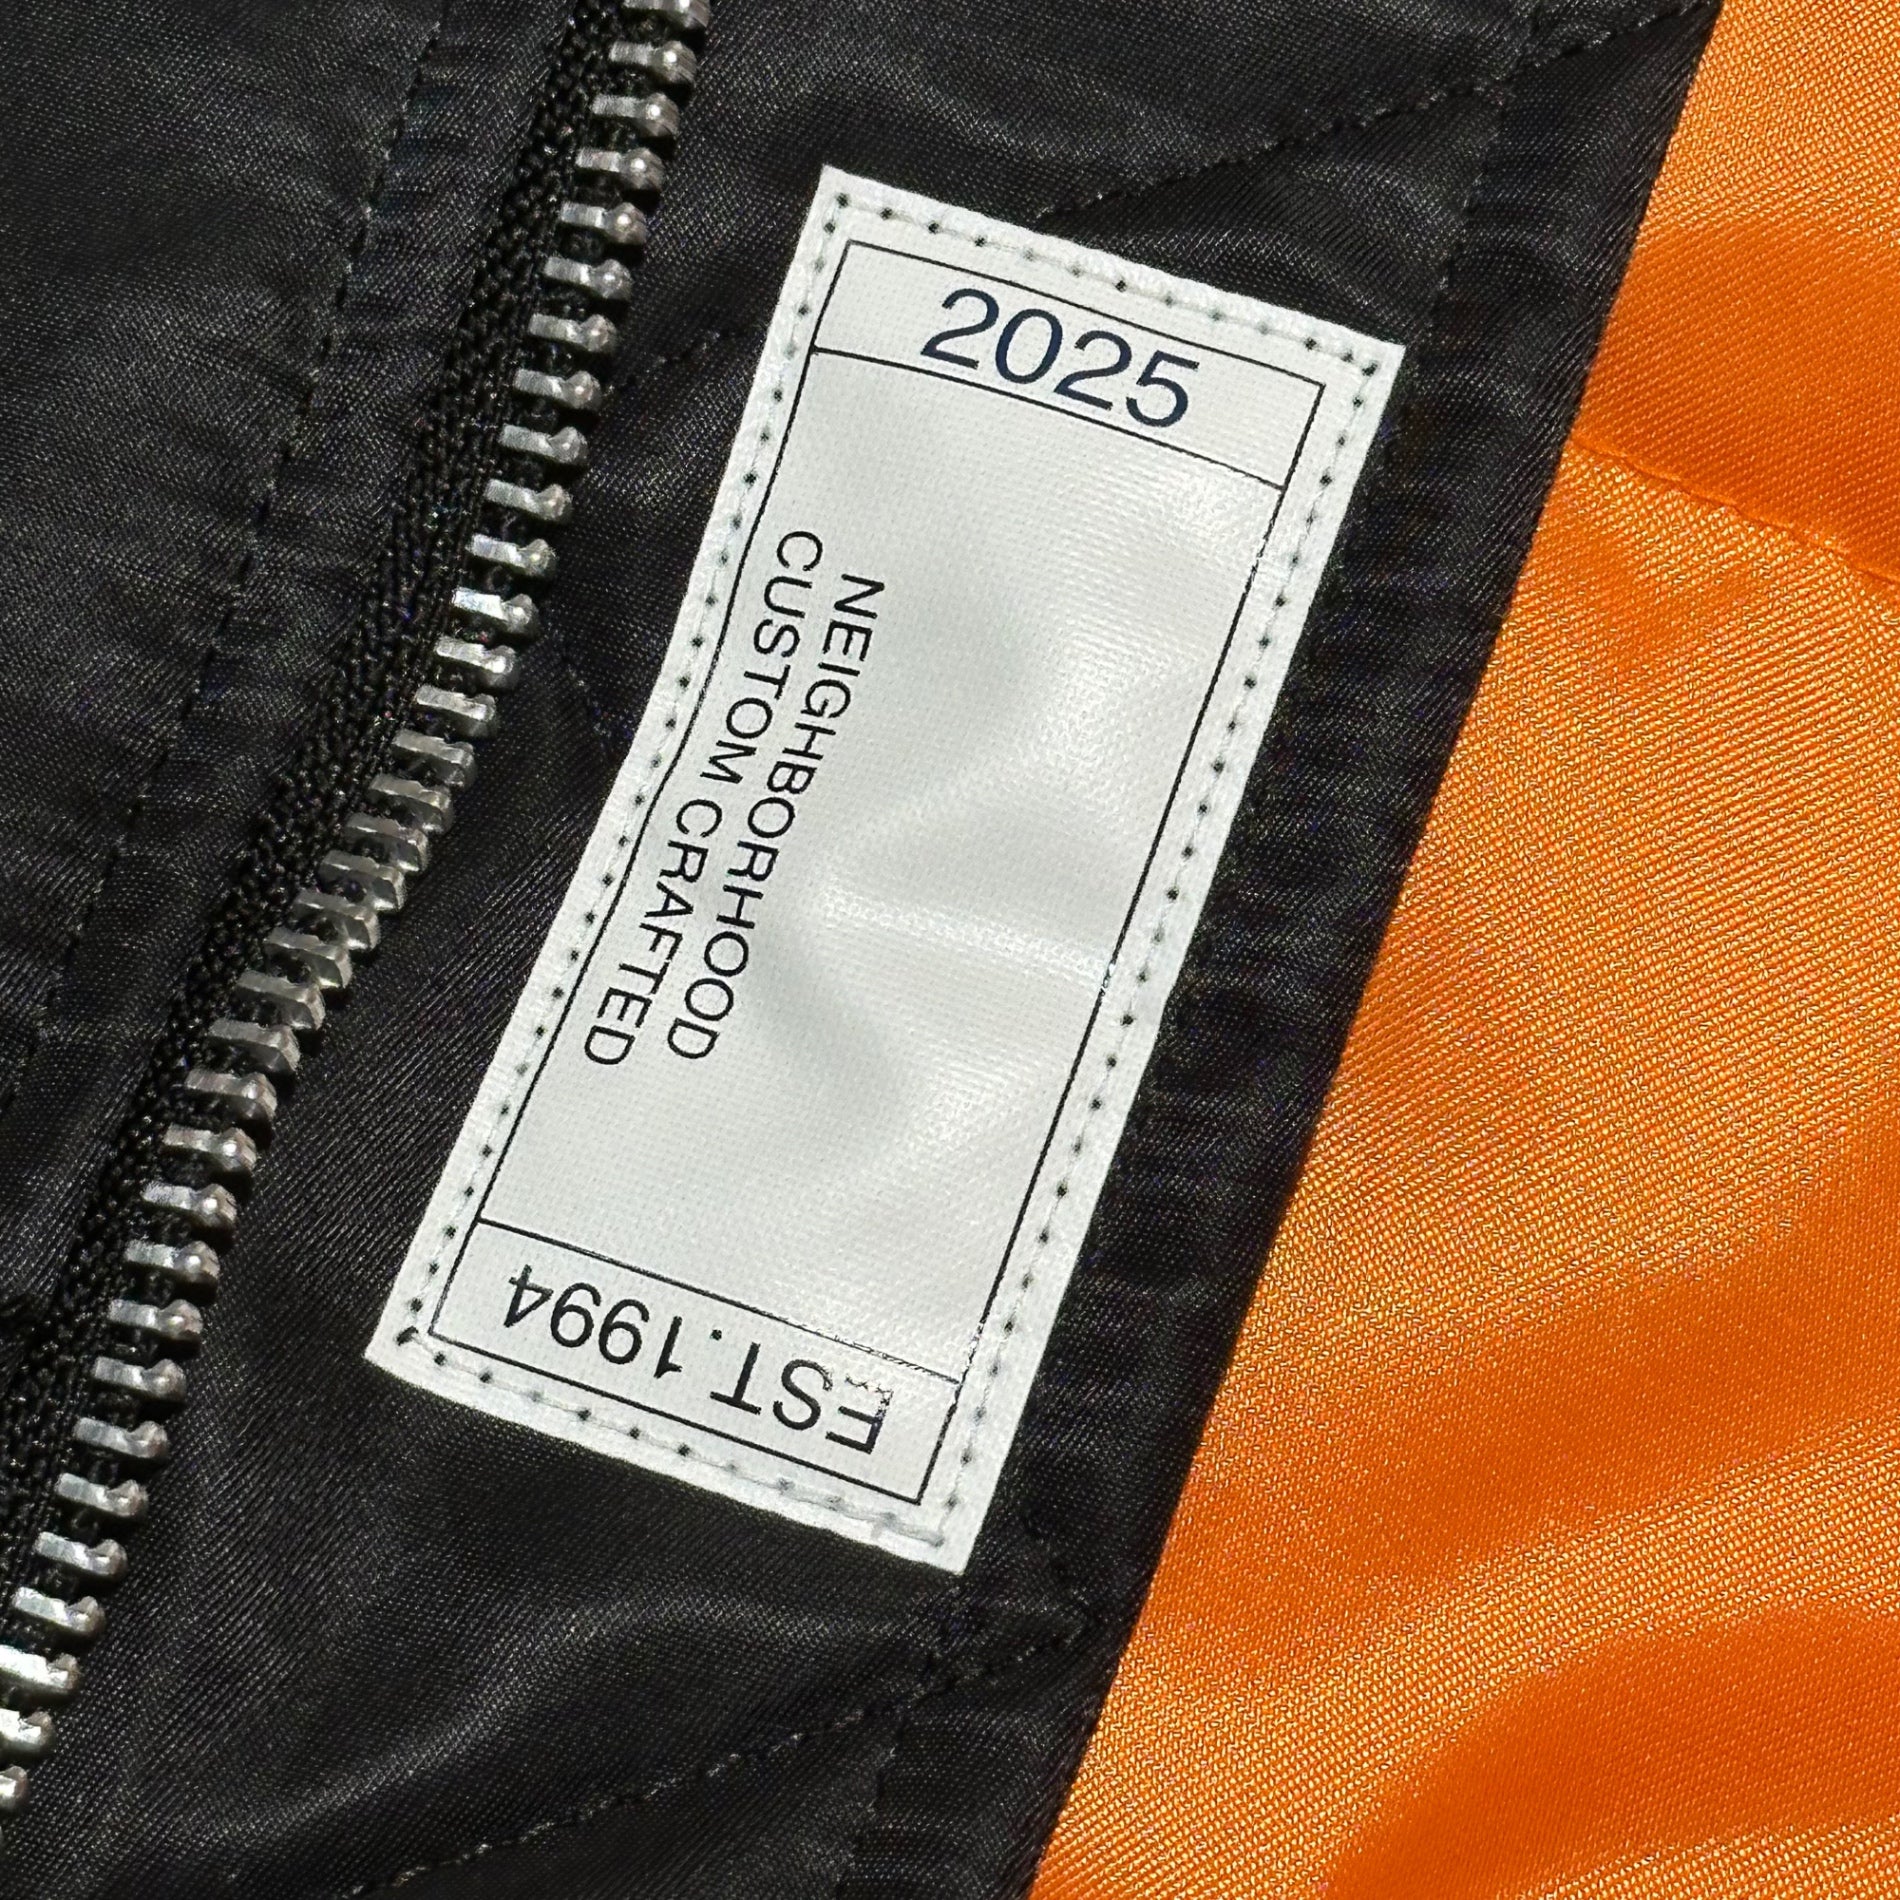 2025
NEIGHBORHOOD
CUSTOM CRAFTED
EST.1994